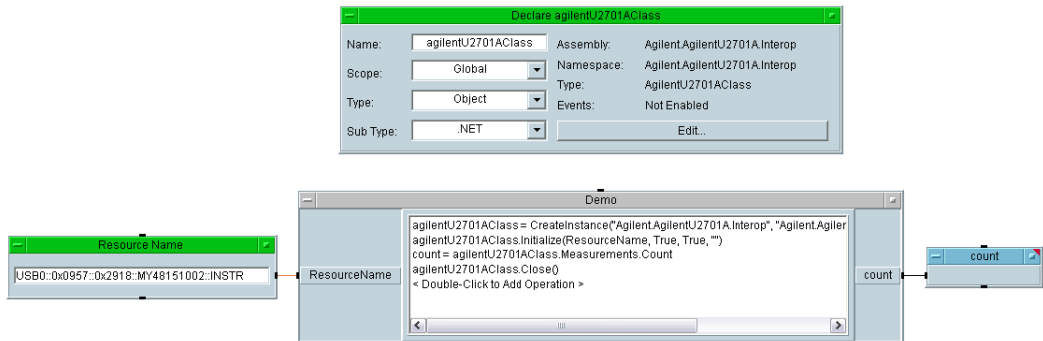 Declare agilentU2701AClass
Name: agilentU2701AClass Assembly: Agilent.AgilentU2701A.Interop
Scope: Global Namespace: Agilent.AgilentU2701A.Interop
Type: AgilentU2701AClass
Type: Object Events: Not Enabled
Sub Type: .NET Edit...
Demo
agilentU2701AClass = CreateInstance("Agilent.AgilentU2701A.Interop", "Agilent.Agiler
agilentU2701AClass.Initialize(ResourceName, True, True, "")
count = agilentU2701AClass.Measurements.Count
agilentU2701AClass.Close()
< Double-Click to Add Operation >
Resource Name
USB0::0x0957::0x2918::MY48151002::INSTR
ResourceName
count
count